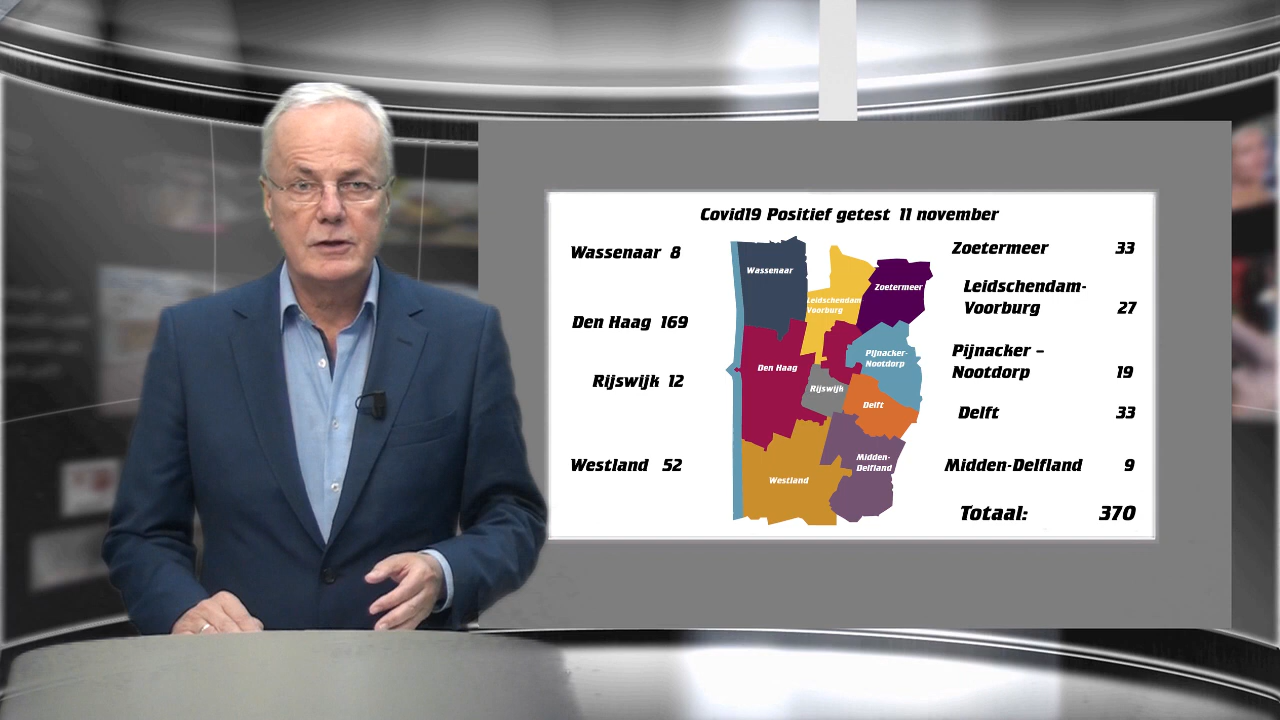 Covid19 Positief getest 11 november
Wassenaar 8
Den Haag 169
Rijswijk 12
Westland 52
Wassenaar
Leidschendam
Voorburg
Zoetermeer
Pijnacker-
Nootdorp
Den Haag
Rijswijk
Delft
Midden-
Delfland
Westland
Zoetermeer 33
Leidschendam-
Voorburg 27
Pijnacker –
Nootdorp 19
Delft 33
Midden-Delfland 9
Totaal: 370